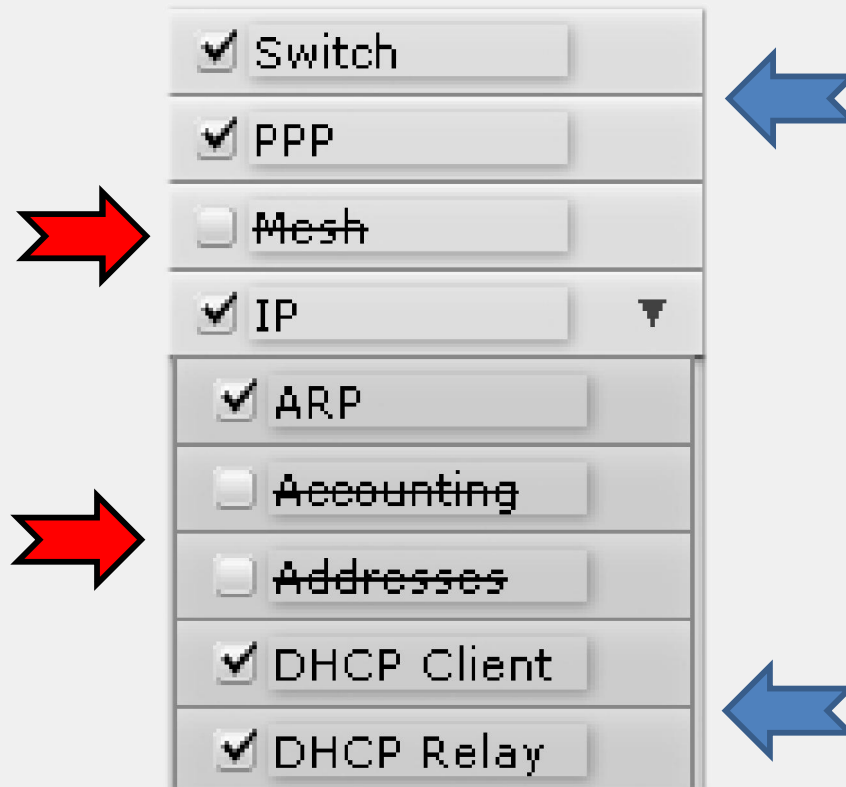 Switch
PPP
Mesh
IP
ARP
Accounting
Addresses
DHCP Client
DHCP Relay